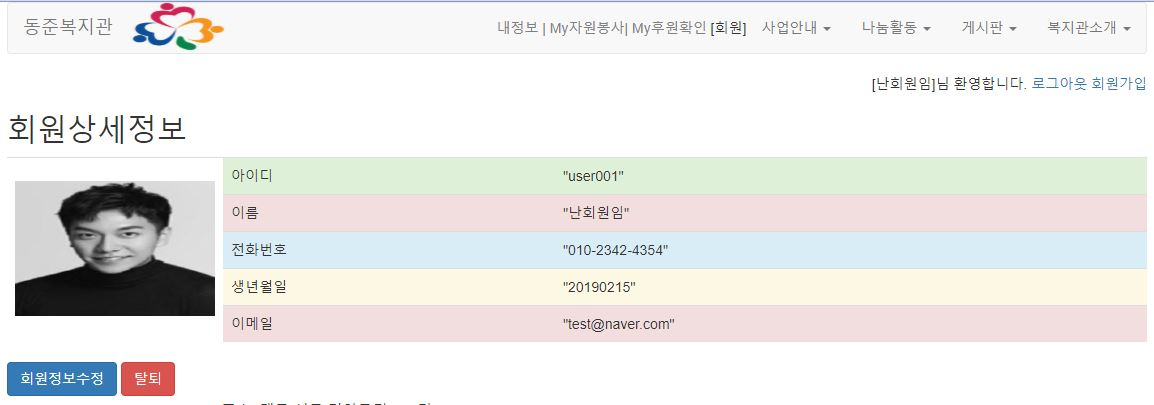 동준복지관 내정보 | My자원봉사| My후원확인 [회원] 사업안내 나눔활동 게시판 복지관소개
[난회원임]님 환영합니다. 로그아웃 회원가입
회원상세정보
아이디 "user001"
이름 "난회원임"
전화번호 "010-2342-4354"
생년월일 "20190215"
이메일 "test@naver.com"
회원정보수정 탈퇴